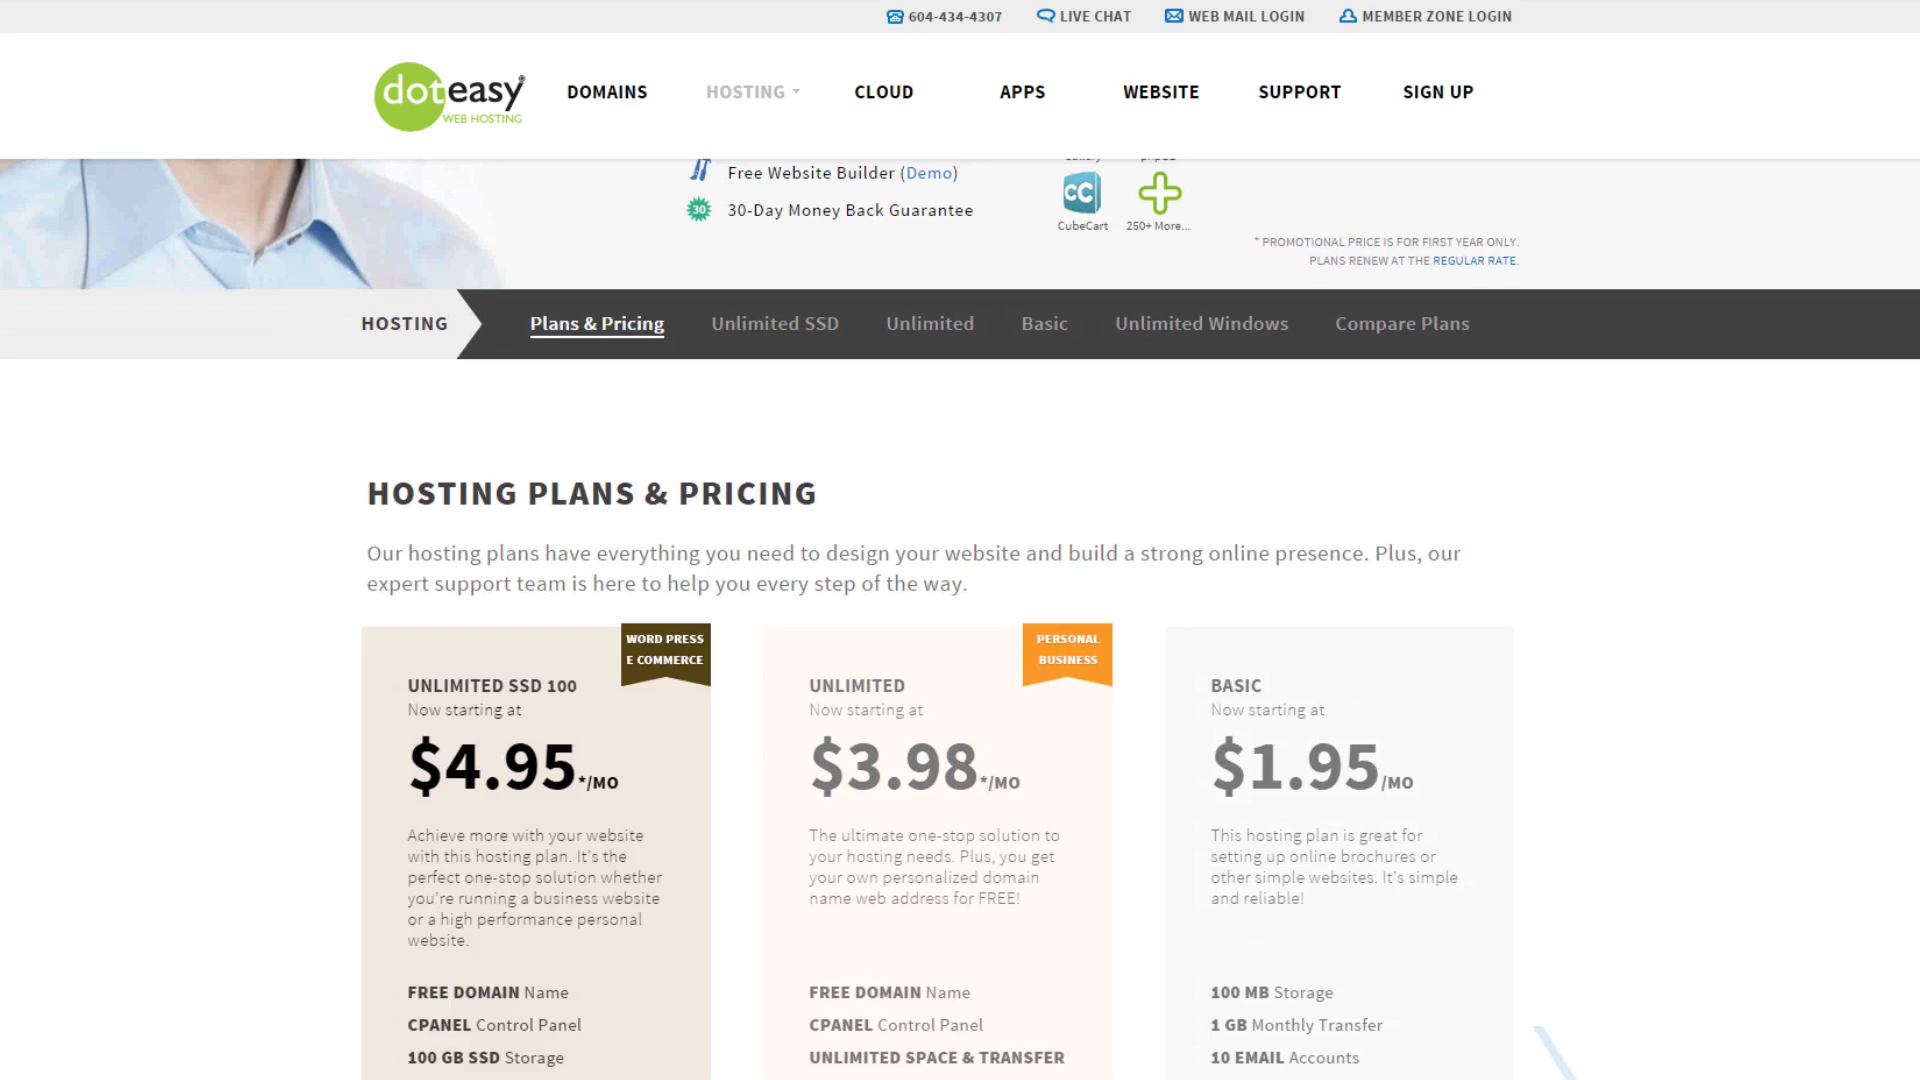 604-434-4307 LIVE CHAT WEB MAIL LOGIN MEMBER ZONE LOGIN
doteasy®
WEB HOSTING
DOMAINS HOSTING CLOUD APPS WEBSITE SUPPORT SIGN UP
Free Website Builder (Demo)
30
30-Day Money Back Guarantee
CC
CubeCart 250+ More...
* PROMOTIONAL PRICE IS FOR FIRST YEAR ONLY.
PLANS RENEW AT THE REGULAR RATE.
HOSTING Plans & Pricing Unlimited SSD Unlimited Basic Unlimited Windows Compare Plans
HOSTING PLANS & PRICING
Our hosting plans have everything you need to design your website and build a strong online presence. Plus, our
expert support team is here to help you every step of the way.
WORD PRESS
E COMMERCE
UNLIMITED SSD 100
Now starting at
$4.95*/MO
Achieve more with your website
with this hosting plan. It's the
perfect one-stop solution whether
you're running a business website
or a high performance personal
website.
FREE DOMAIN Name
CPANEL Control Panel
100 GB SSD Storage
PERSONAL
BUSINESS
UNLIMITED
Now starting at
$3.98*/MO
The ultimate one-stop solution to
your hosting needs. Plus, you get
your own personalized domain
name web address for FREE!
FREE DOMAIN Name
CPANEL Control Panel
UNLIMITED SPACE & TRANSFER
BASIC
Now starting at
$1.95/MO
This hosting plan is great for
setting up online brochures or
other simple websites. It's simple
and reliable!
100 MB Storage
1 GB Monthly Transfer
10 EMAIL Accounts